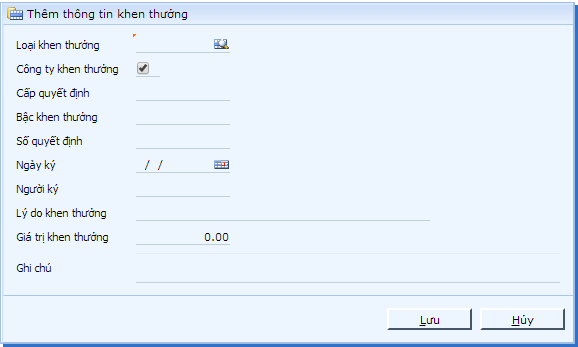 Thêm thông tin khen thưởng
Loại khen thưởng
Công ty khen thưởng
Cấp quyết định
Bậc khen thưởng
Số quyết định
Ngày ký / /
Người ký
Lý do khen thưởng
Giá trị khen thưởng 0.00
Ghi chú
Lưu Hủy